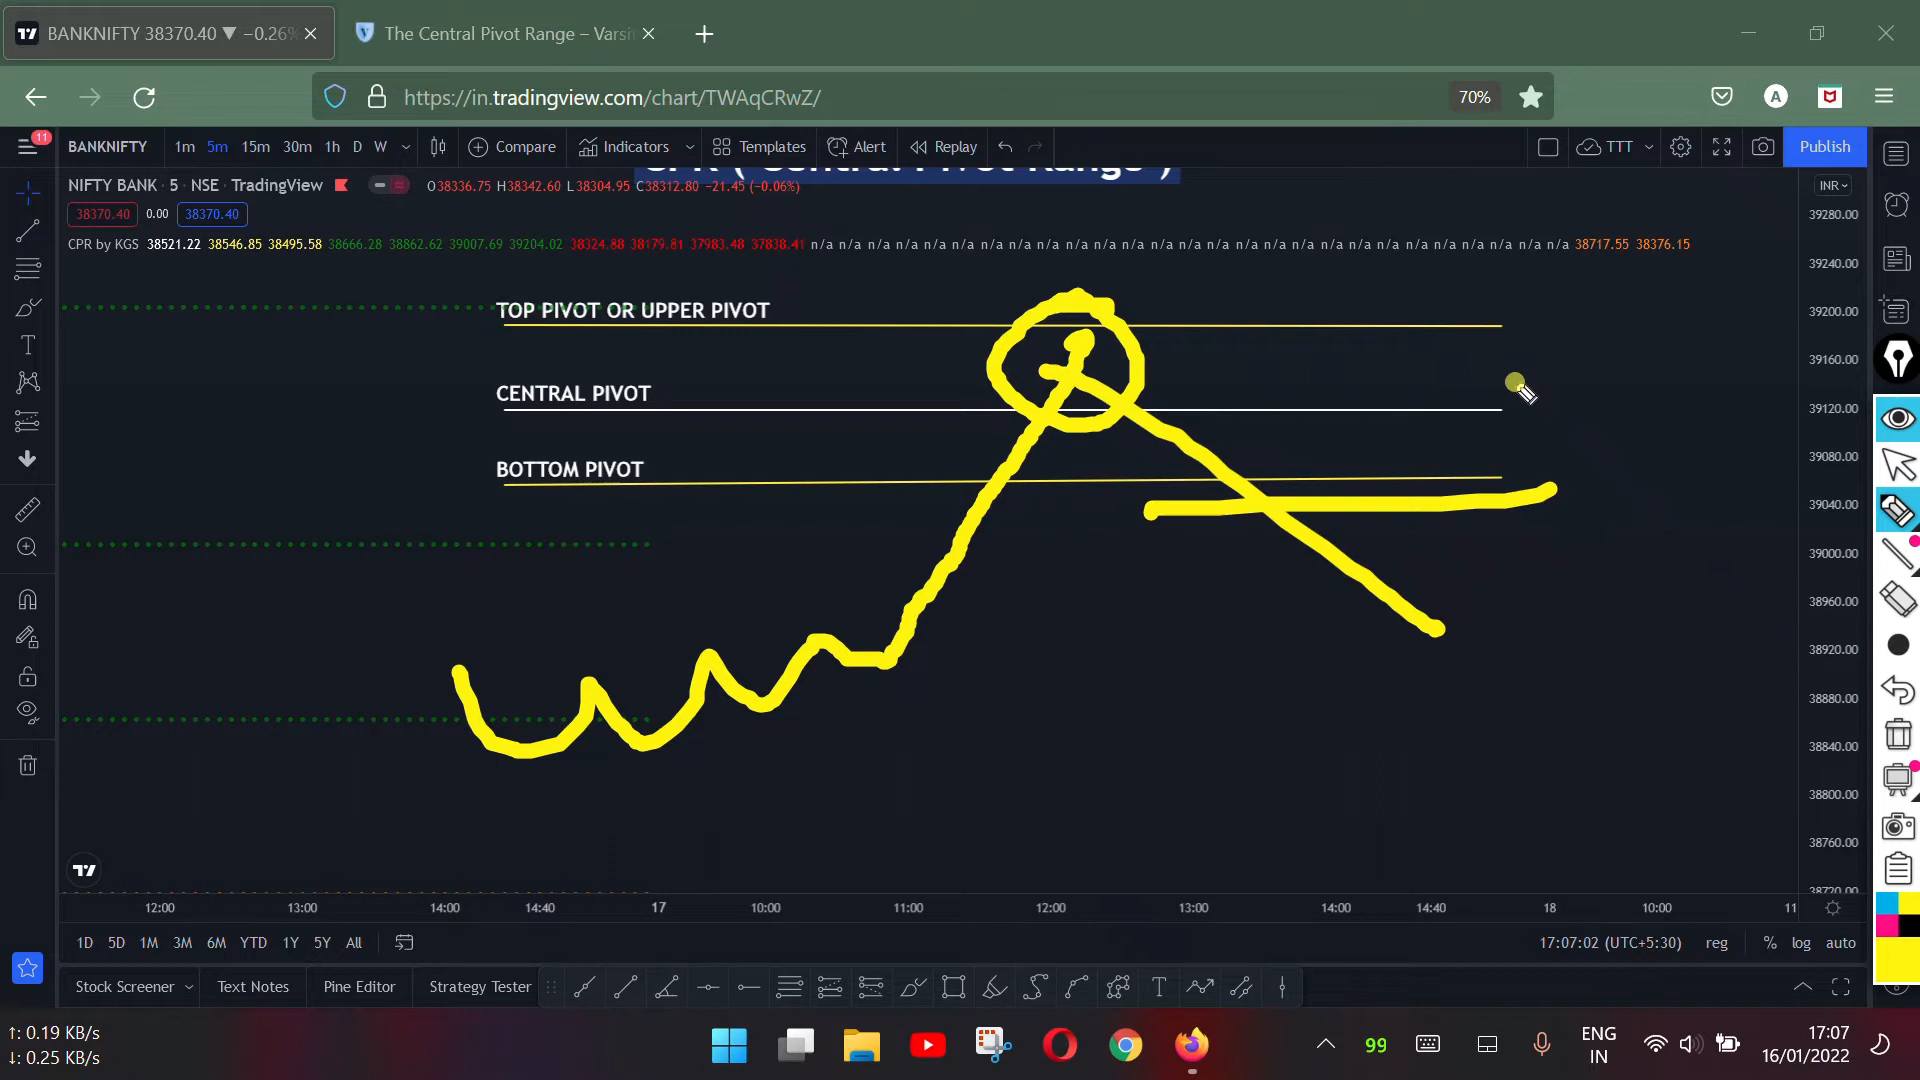 BANKNIFTY 38370.40 ▼ −0.26%
The Central Pivot Range – Varsi
https://in.tradingview.com/chart/TWAqCRwZ/
70%
A
11
BANKNIFTY 1m 5m 15m 30m 1h D W Compare Indicators Templates Alert Replay TTT Publish
CPR ( Central Pivot Range )
NIFTY BANK · 5 · NSE · TradingView O38336.75 H38342.60 L38304.95 C38312.80 −21.45 (−0.06%)
INR
38370.40 0.00 38370.40
CPR by KGS 38521.22 38546.85 38495.58 38666.28 38862.62 39007.69 39204.02 38324.88 38179.81 37983.48 37838.41 n/a n/a n/a n/a n/a n/a n/a n/a n/a n/a n/a n/a n/a n/a n/a n/a n/a n/a n/a n/a n/a n/a n/a n/a n/a n/a n/a 38717.55 38376.15
TOP PIVOT OR UPPER PIVOT
CENTRAL PIVOT
BOTTOM PIVOT
39280.00
39240.00
39200.00
39160.00
39120.00
39080.00
39040.00
39000.00
38960.00
38920.00
38880.00
38840.00
38800.00
38760.00
38720.00
12:00 13:00 14:00 14:40 17 10:00 11:00 12:00 13:00 14:00 14:40 18 10:00 11
1D 5D 1M 3M 6M YTD 1Y 5Y All 17:07:02 (UTC+5:30) reg % log auto
Stock Screener Text Notes Pine Editor Strategy Tester
↑: 0.19 KB/s
↓: 0.25 KB/s
99
ENG
IN
17:07
16/01/2022